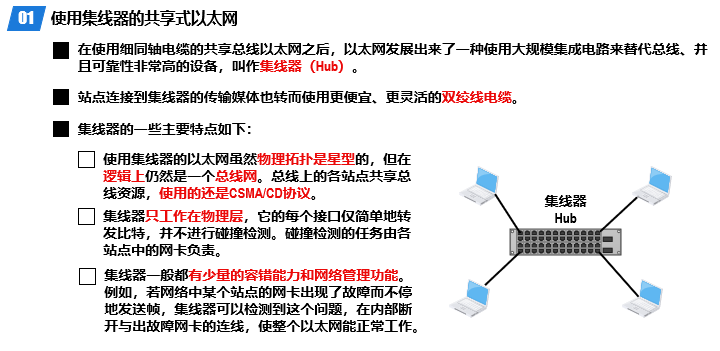 01 使用集线器的共享式以太网
在使用细同轴电缆的共享总线以太网之后，以太网发展出来了一种使用大规模集成电路来替代总线、并
且可靠性非常高的设备，叫作集线器（Hub）。
站点连接到集线器的传输媒体也转而使用更便宜、更灵活的双绞线电缆。
集线器的一些主要特点如下：
使用集线器的以太网虽然物理拓扑是星型的，但在
逻辑上仍然是一个总线网。总线上的各站点共享总
线资源，使用的还是CSMA/CD协议。
集线器只工作在物理层，它的每个接口仅简单地转
发比特，并不进行碰撞检测。碰撞检测的任务由各
站点中的网卡负责。
集线器一般都有少量的容错能力和网络管理功能。
例如，若网络中某个站点的网卡出现了故障而不停
地发送帧，集线器可以检测到这个问题，在内部断
开与出故障网卡的连线，使整个以太网能正常工作。
集线器
Hub